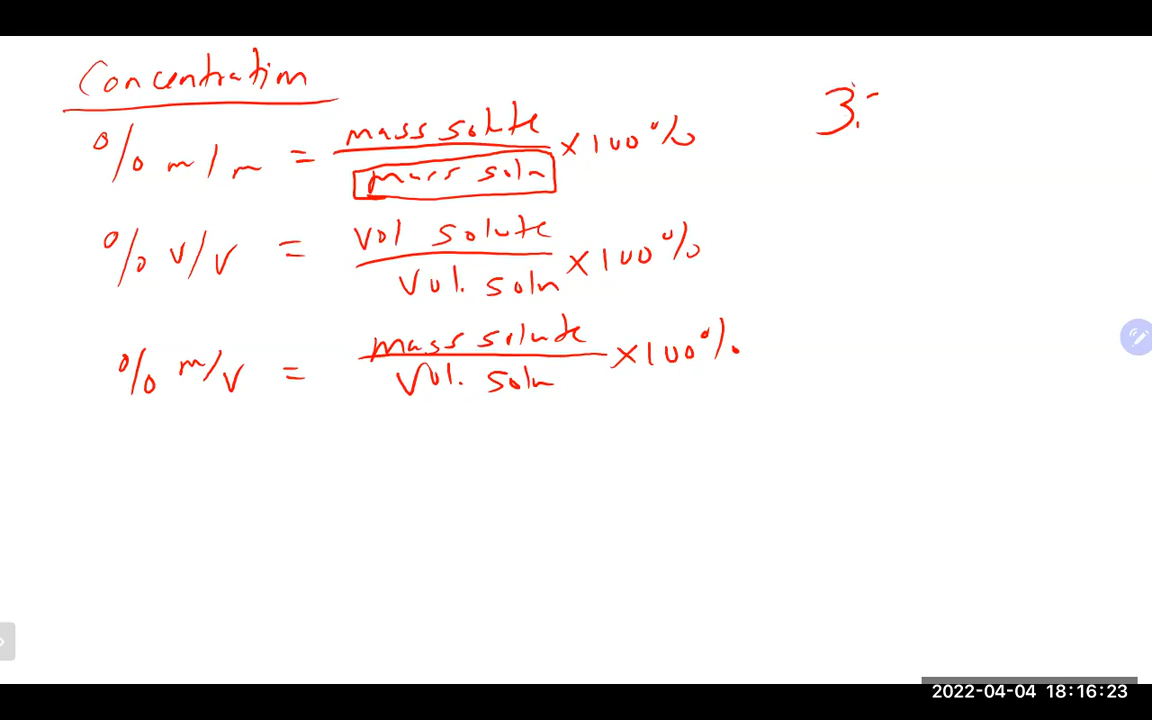 Concentration
% m/m = mass solute / mass soln × 100%
% v/v = vol solute / vol. soln × 100%
% m/v = mass solute / vol. soln × 100%
3.
2022-04-04 18:16:23